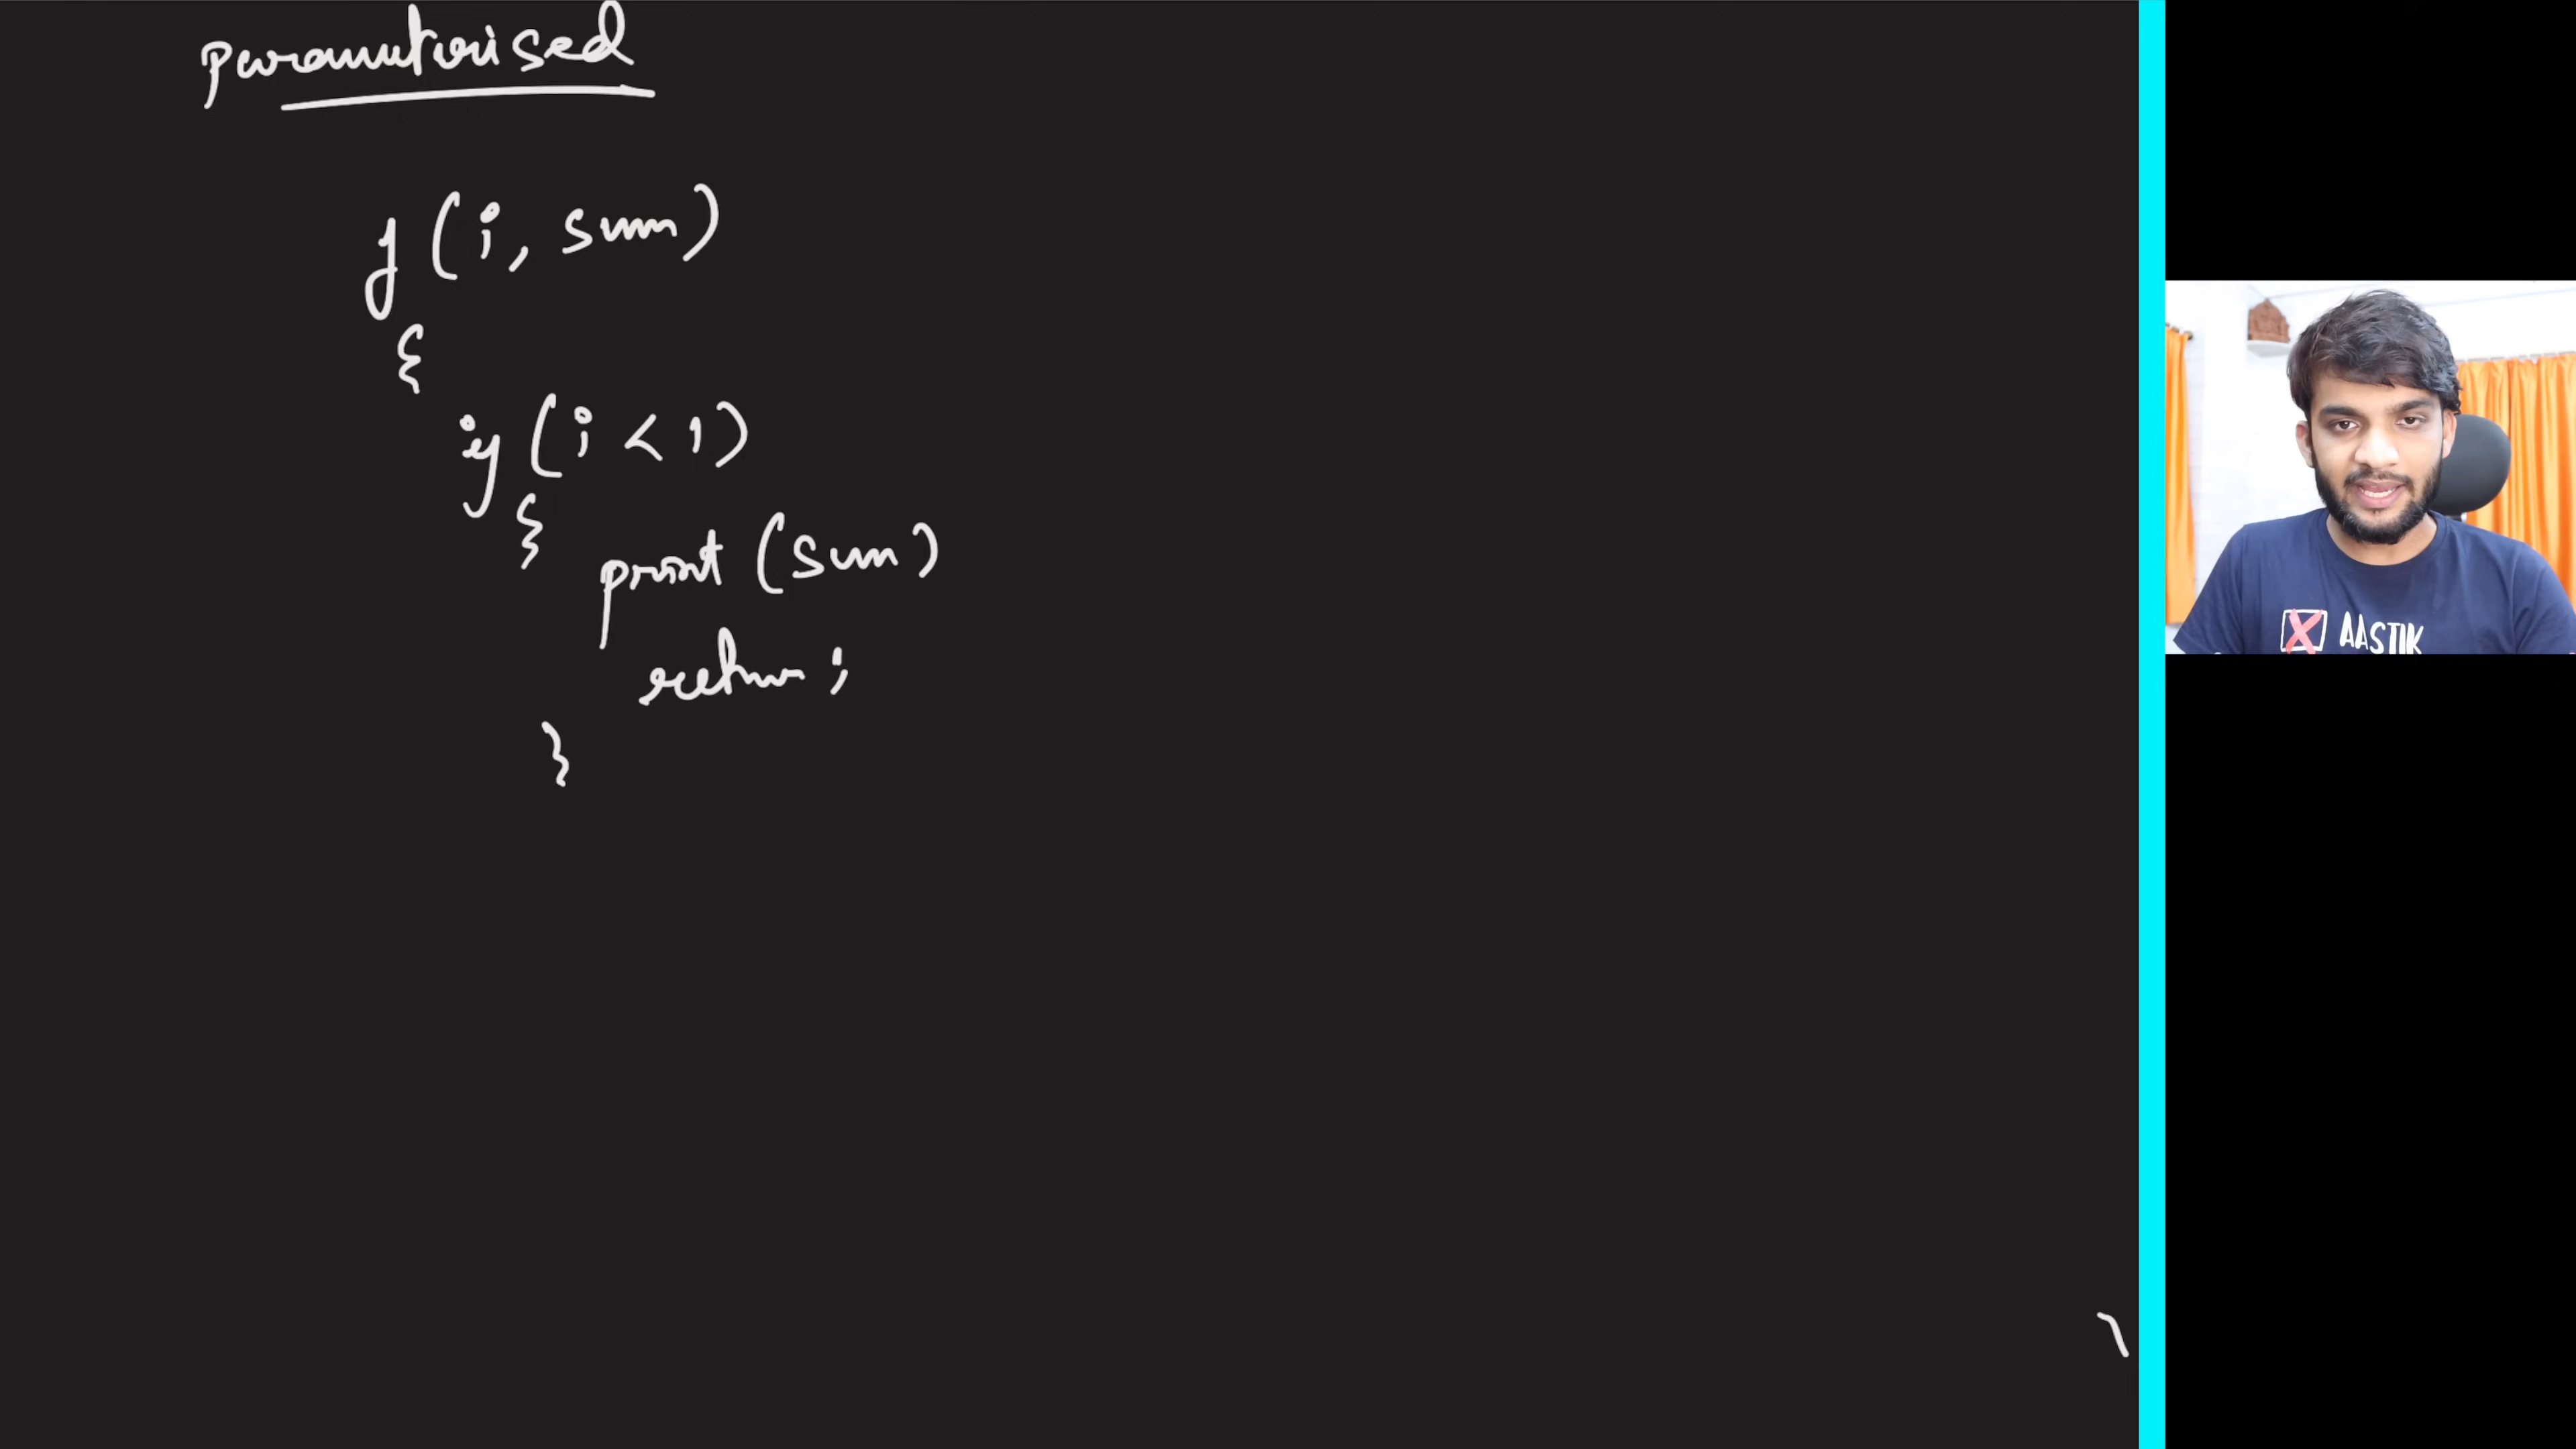 parameterised
f(i, sum)
{
if (i < 1)
{
print (sum)
return;
}
AASTIK